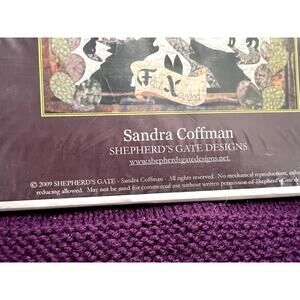 Sandra Coffman
SHEPHERD'S GATE DESIGNS
www.shepherdsgatedesigns.net
© 2009 SHEPHERD'S GATE - Sandra Coffman - All rights reserved. No mechanical reproductions,
reducing allowed. May not be used for commercial use without written permission of Shepherd's Gate